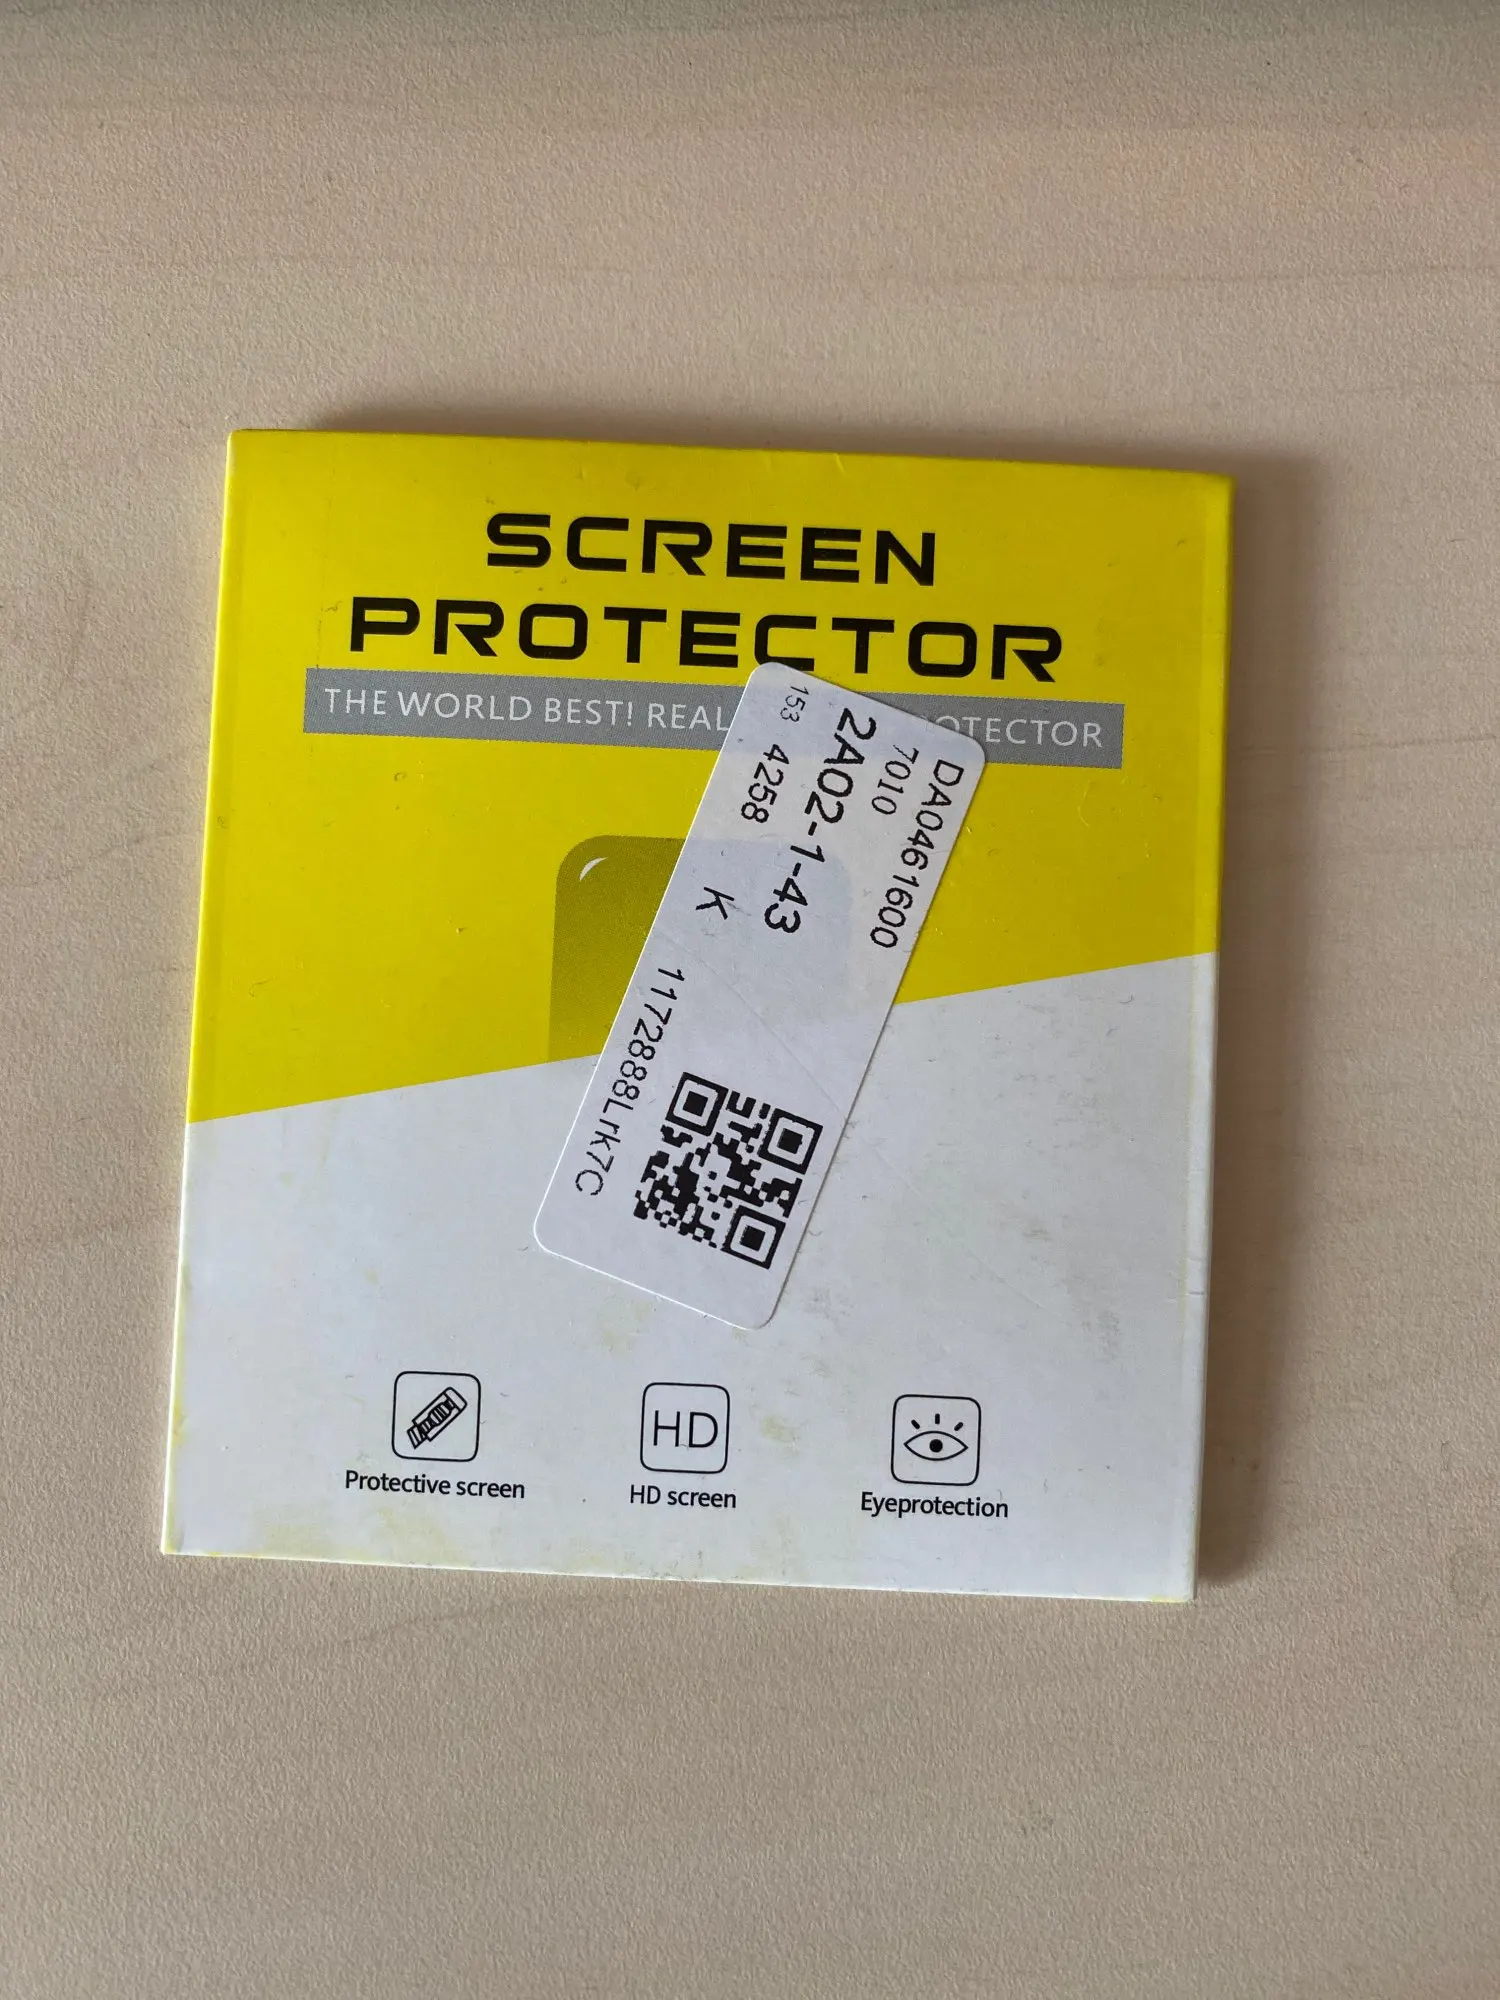 SCREEN
PROTECTOR
THE WORLD BEST! REAL OTECTOR
DA0461600
7010
2A02-1-43
153 4258
K
1172888Lrk7C
HD
Protective screen
HD screen
Eyeprotection